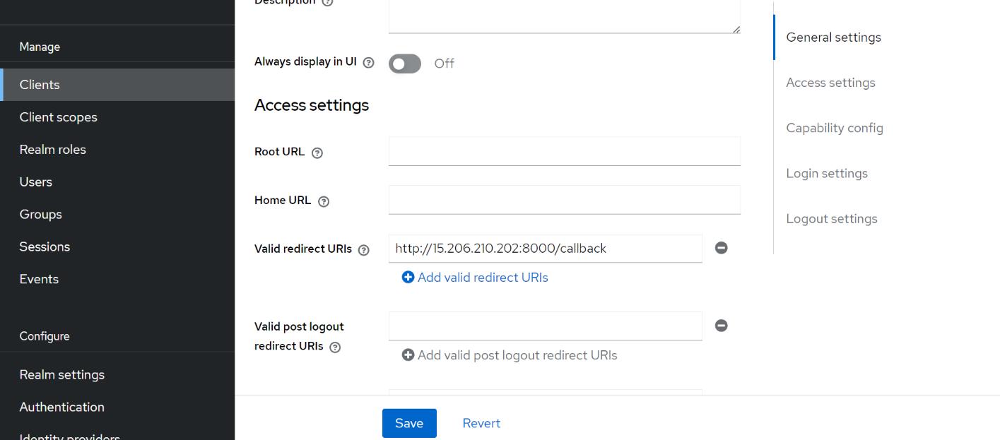 Manage
Clients
Client scopes
Realm roles
Users
Groups
Sessions
Events
Configure
Realm settings
Authentication
Identity providers
Description
Always display in UI
Off
Access settings
Root URL
Home URL
Valid redirect URIs
http://15.206.210.202:8000/callback
Add valid redirect URIs
Valid post logout
redirect URIs
Add valid post logout redirect URIs
Save
Revert
General settings
Access settings
Capability config
Login settings
Logout settings